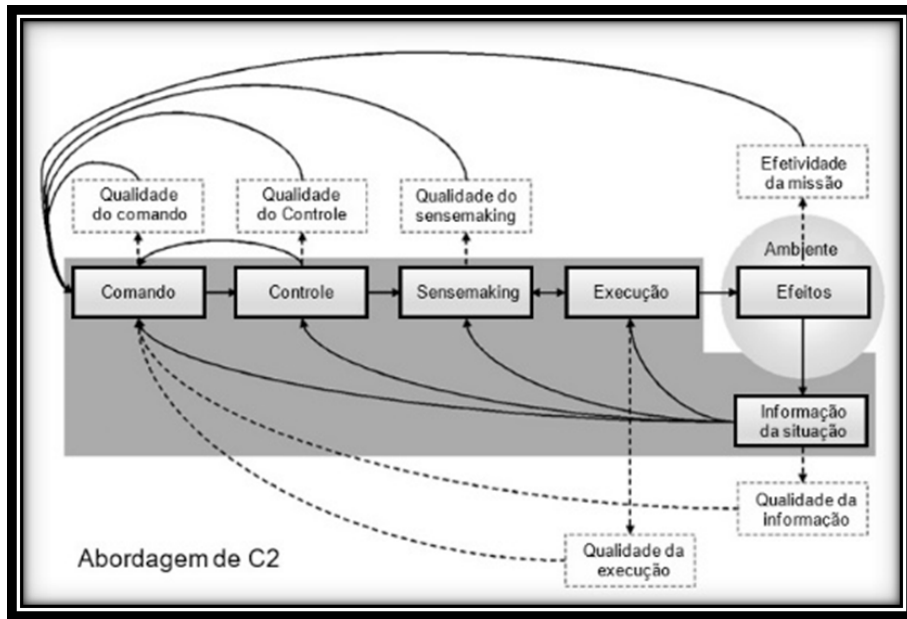 Efetividade
da missão
Qualidade
do comando
Qualidade
do Controle
Qualidade do
sensemaking
Ambiente
Comando
Controle
Sensemaking
Execução
Efeitos
Informação
da situação
Qualidade da
informação
Qualidade da
execução
Abordagem de C2